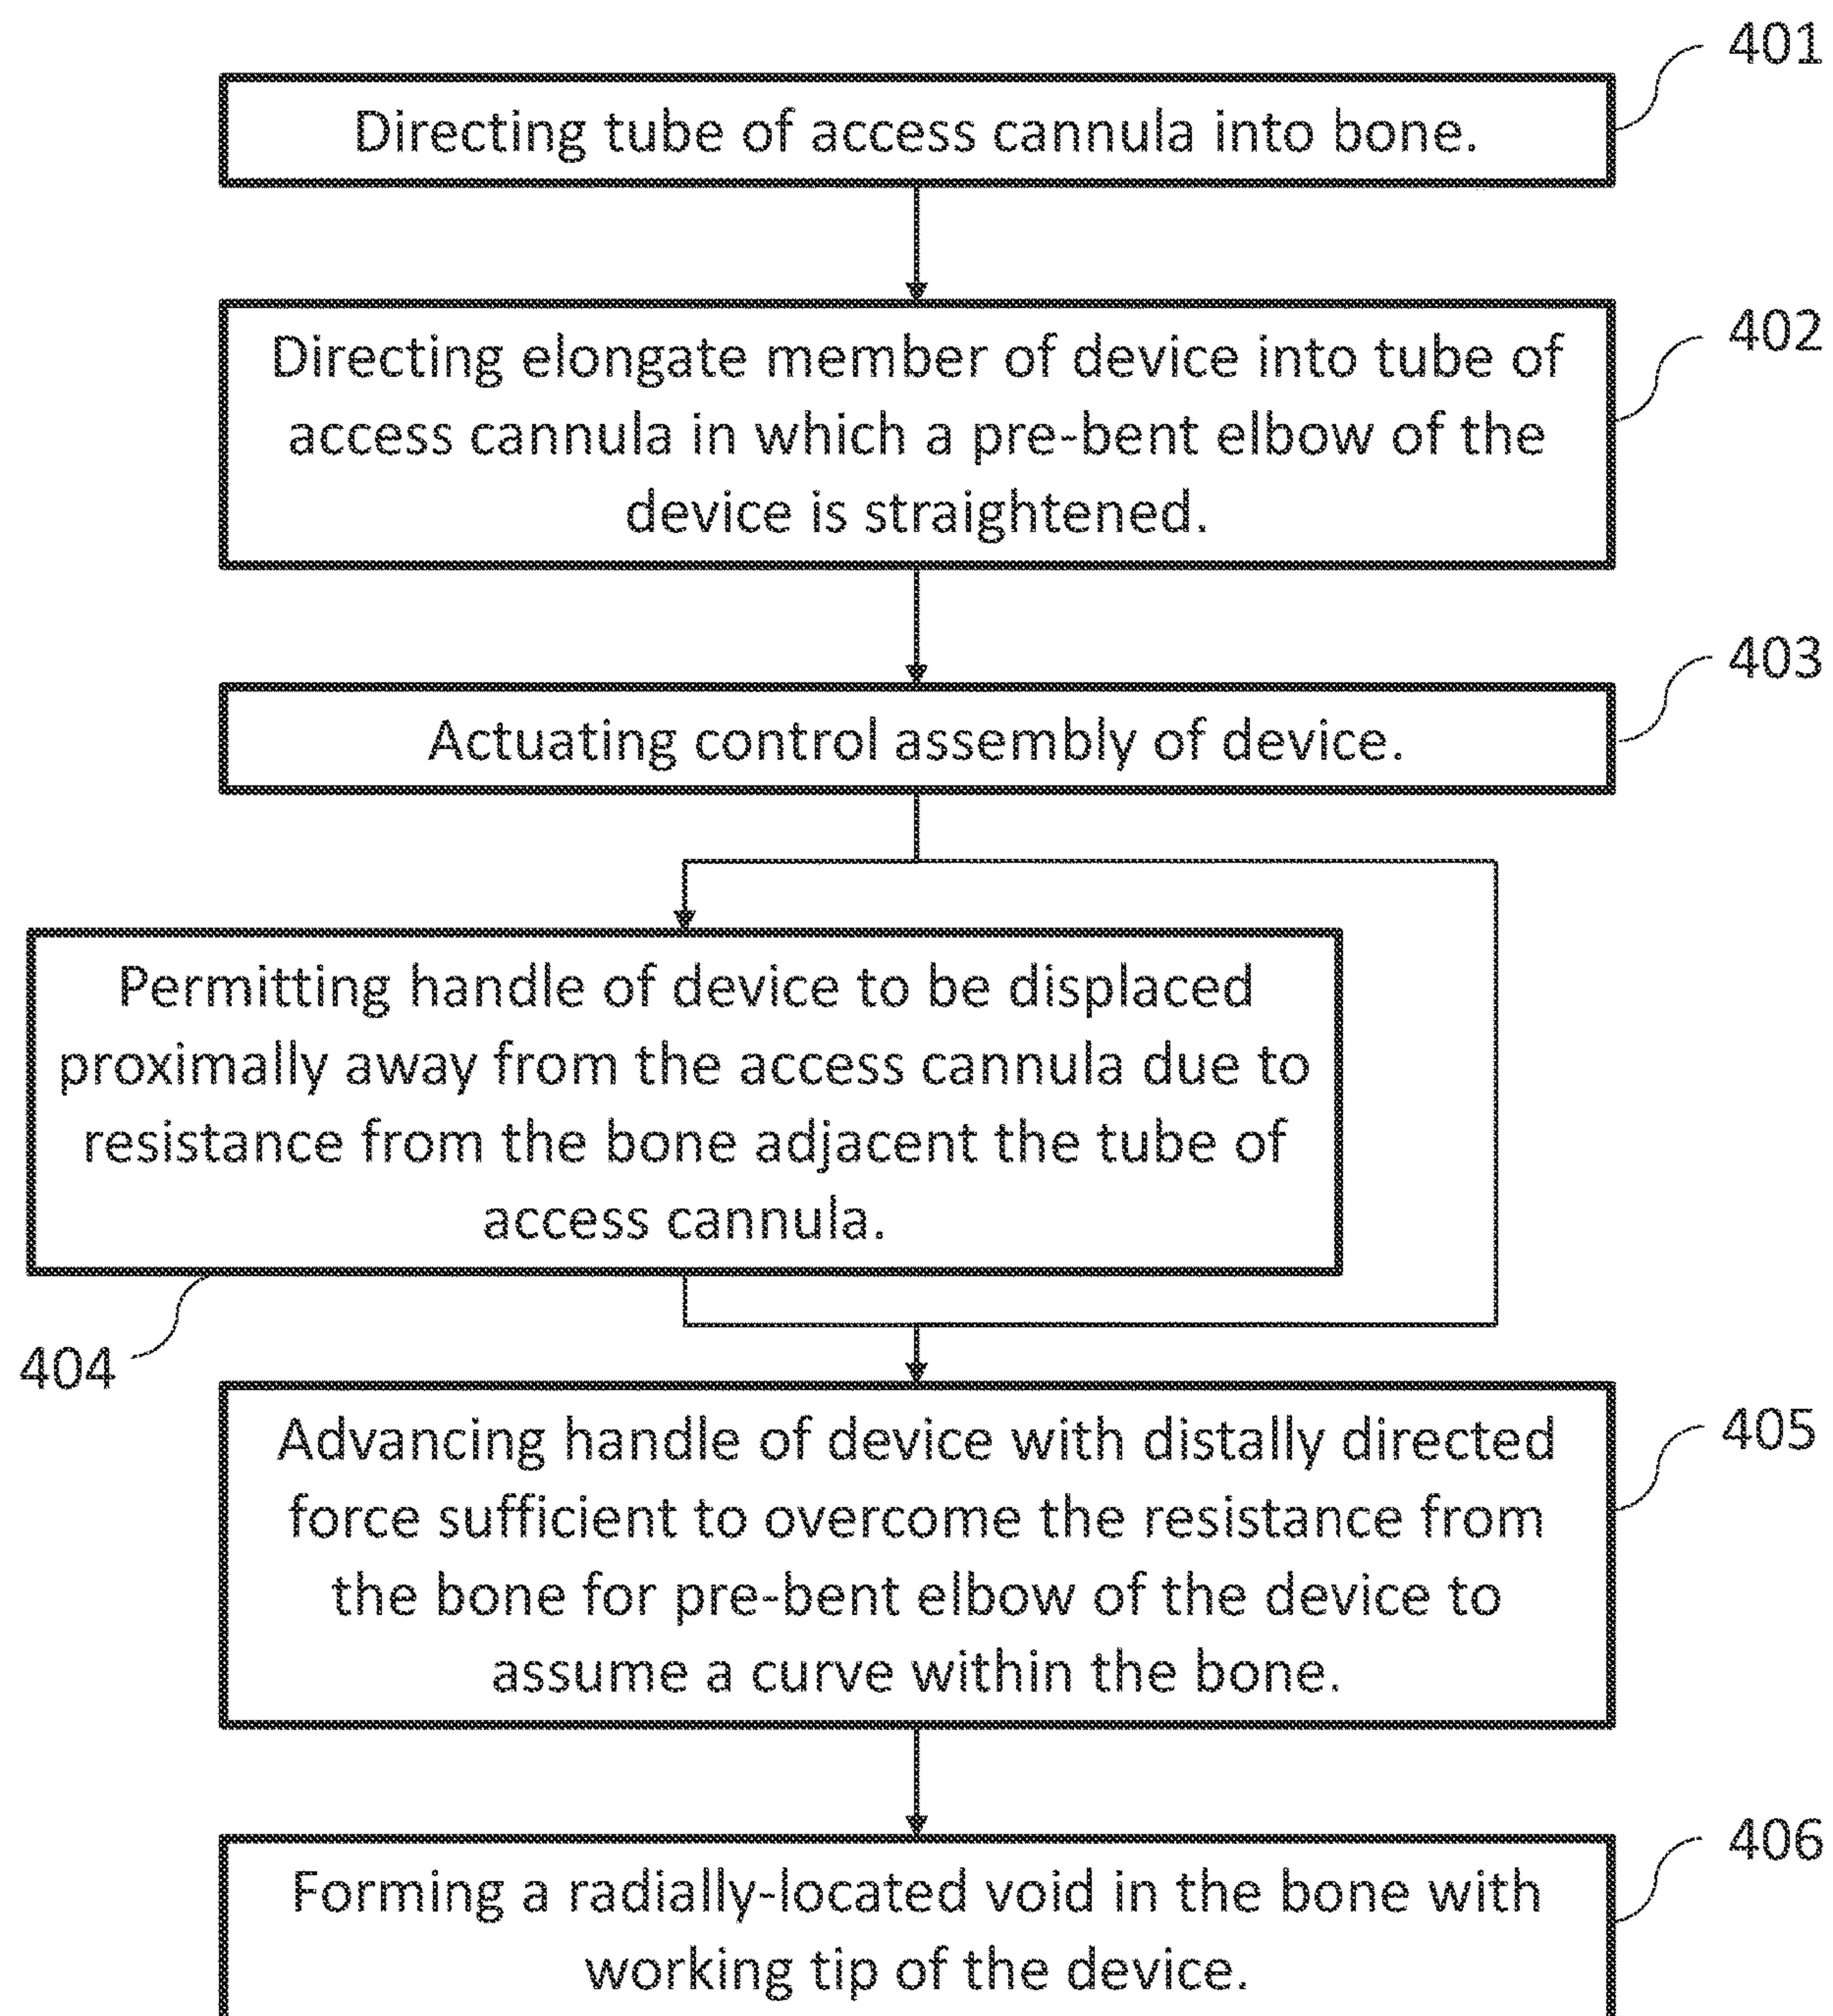 401
Directing tube of access cannula into bone.
402
Directing elongate member of device into tube of
access cannula in which a pre-bent elbow of the
device is straightened.
403
Actuating control assembly of device.
Permitting handle of device to be displaced
proximally away from the access cannula due to
resistance from the bone adjacent the tube of
access cannula.
404
405
Advancing handle of device with distally directed
force sufficient to overcome the resistance from
the bone for pre-bent elbow of the device to
assume a curve within the bone.
406
Forming a radially-located void in the bone with
working tip of the device.